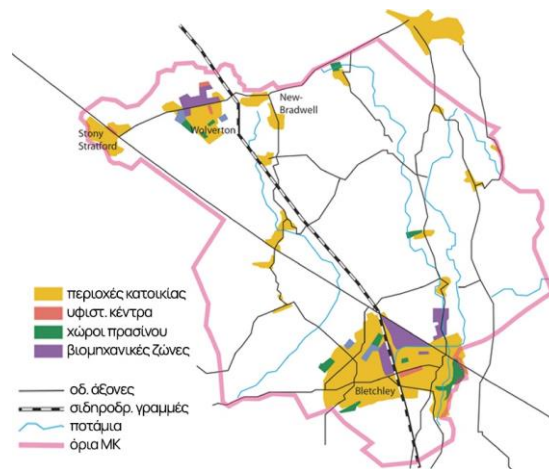 New-
Bradwell
Wolverton
Stony
Stratford
περιοχές κατοικίας
υφιστ. κέντρα
χώροι πρασίνου
βιομηχανικές ζώνες
Bletchley
οδ. άξονες
σιδηροδρ. γραμμές
ποτάμια
όρια ΜΚ